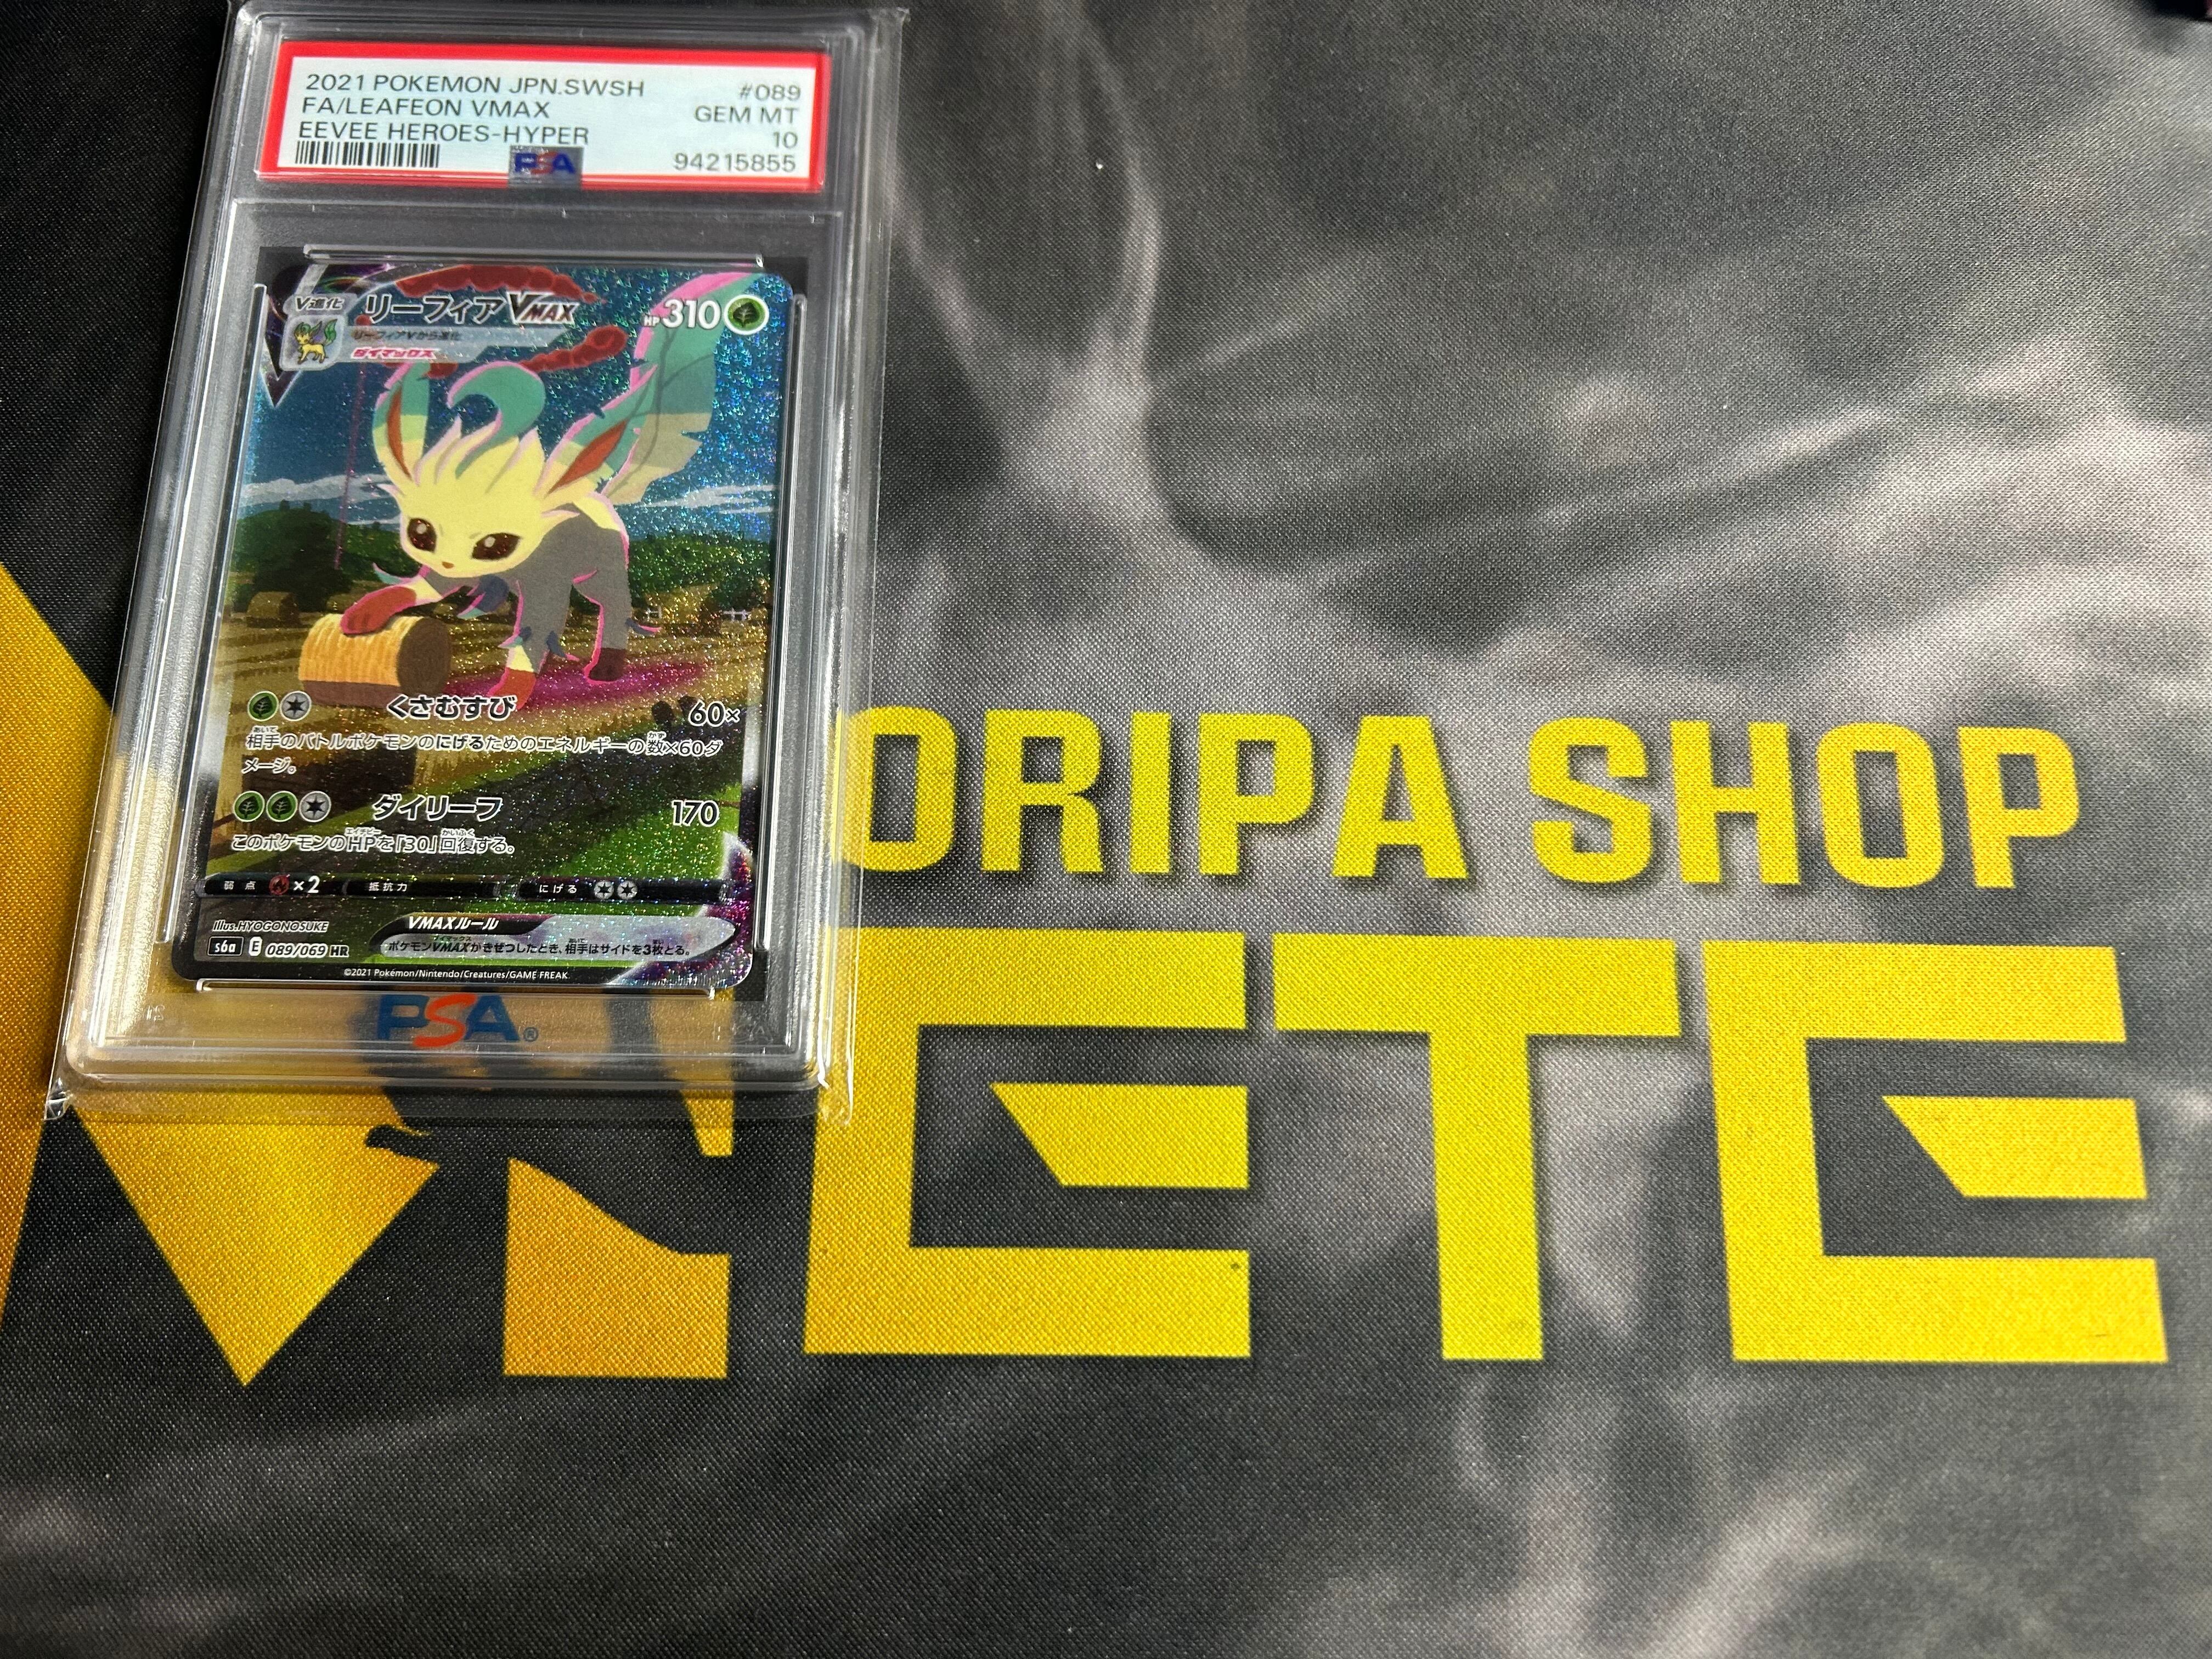 2021 POKEMON JPN.SWSH #089
FA/LEAFEON VMAX GEM MT
EEVEE HEROES-HYPER 10
PSA 94215855
V進化 リーフィアVMAX HP310
リーフィアVから進化
ダイマックス
くさむすび 60×
相手のバトルポケモンのにげるためのエネルギーの数×60ダ
メージ。
ダイリーフ 170
このポケモンのHPを「30」回復する。
弱点 ×2 抵抗力 にげる
Illus.HYOGONOSUKE VMAXルール
s6a E 089/069 HR ポケモンVMAXがきぜつしたとき、相手はサイドを3枚とる。
©2021 Pokémon/Nintendo/Creatures/GAME FREAK
PSA®
ORIPA SHOP
ETE